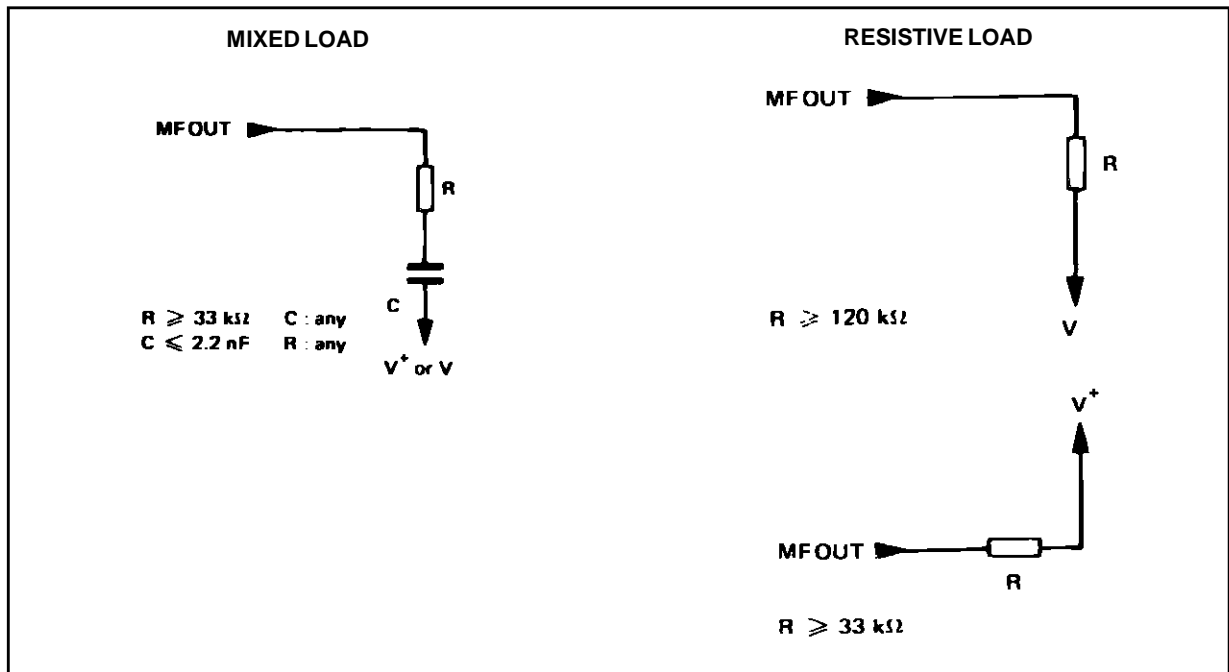 MIXED LOAD
MFOUT
R
C
R ⩾ 33 kΩ C : any
C ⩽ 2.2 nF R : any
V+ or V
RESISTIVE LOAD
MFOUT
R
V
R ⩾ 120 kΩ
V+
MFOUT
R
R ⩾ 33 kΩ